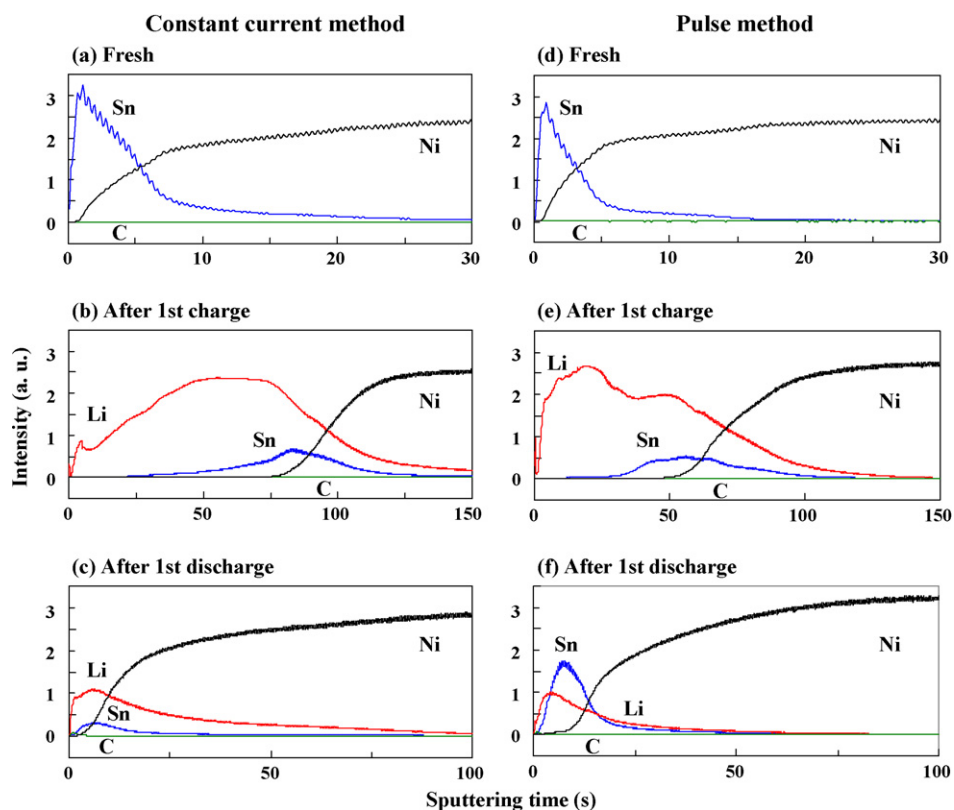 Constant current method
Pulse method
(a) Fresh
(d) Fresh
3
2
1
0
Sn
Ni
C
0 10 20 30
3
2
1
0
Sn
Ni
C
0 10 20 30
(b) After 1st charge
(e) After 1st charge
Intensity (a. u.)
3
2
1
0
Li
Sn
Ni
C
0 50 100 150
3
2
1
0
Li
Sn
Ni
C
0 50 100 150
(c) After 1st discharge
(f) After 1st discharge
3
2
1
0
Li
Sn
Ni
C
0 50 100
3
2
1
0
Sn
Li
Ni
C
0 50 100
Sputtering time (s)